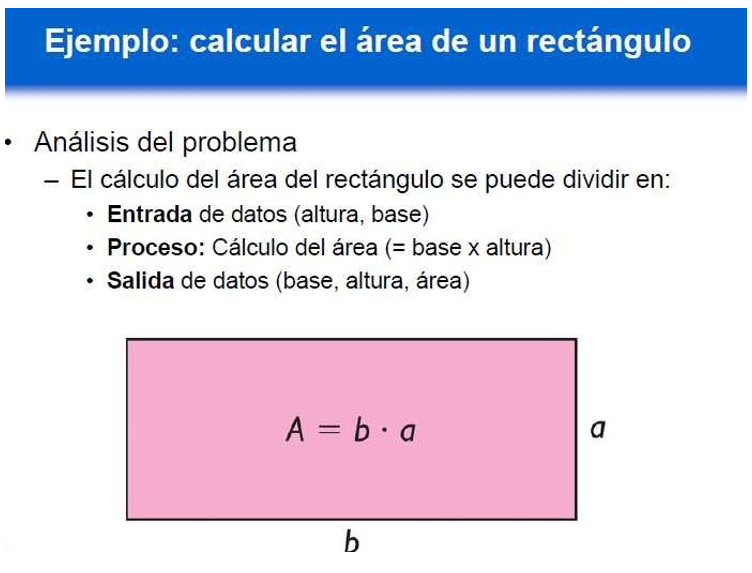 Ejemplo: calcular el área de un rectángulo
• Análisis del problema
– El cálculo del área del rectángulo se puede dividir en:
• Entrada de datos (altura, base)
• Proceso: Cálculo del área (= base x altura)
• Salida de datos (base, altura, área)
A = b · a
a
b